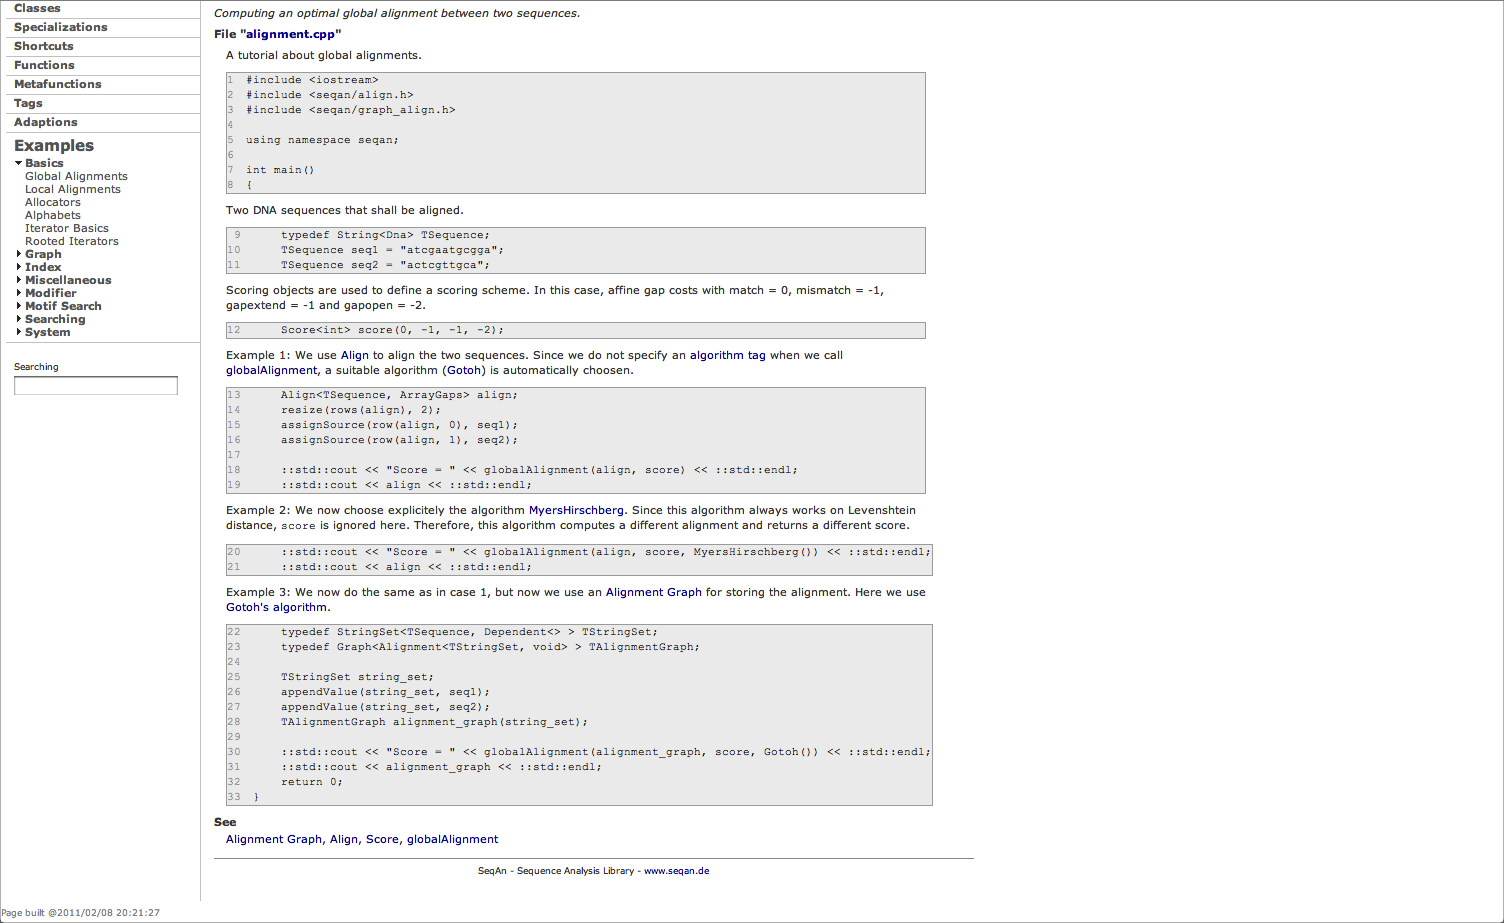 Classes
Specializations
Shortcuts
Functions
Metafunctions
Tags
Adaptions
Examples
Basics
Global Alignments
Local Alignments
Allocators
Alphabets
Iterator Basics
Rooted Iterators
Graph
Index
Miscellaneous
Modifier
Motif Search
Searching
System
Searching
Computing an optimal global alignment between two sequences.
File "alignment.cpp"
A tutorial about global alignments.
1 #include <iostream>
2 #include <seqan/align.h>
3 #include <seqan/graph_align.h>
4
5 using namespace seqan;
6
7 int main()
8 {
Two DNA sequences that shall be aligned.
9 typedef String<Dna> TSequence;
10 TSequence seq1 = "atcgaatgcgga";
11 TSequence seq2 = "actcgttgca";
Scoring objects are used to define a scoring scheme. In this case, affine gap costs with match = 0, mismatch = -1,
gapextend = -1 and gapopen = -2.
12 Score<int> score(0, -1, -1, -2);
Example 1: We use Align to align the two sequences. Since we do not specify an algorithm tag when we call
globalAlignment, a suitable algorithm (Gotoh) is automatically choosen.
13 Align<TSequence, ArrayGaps> align;
14 resize(rows(align), 2);
15 assignSource(row(align, 0), seq1);
16 assignSource(row(align, 1), seq2);
17
18 ::std::cout << "Score = " << globalAlignment(align, score) << ::std::endl;
19 ::std::cout << align << ::std::endl;
Example 2: We now choose explicitely the algorithm MyersHirschberg. Since this algorithm always works on Levenshtein
distance, score is ignored here. Therefore, this algorithm computes a different alignment and returns a different score.
20 ::std::cout << "Score = " << globalAlignment(align, score, MyersHirschberg()) << ::std::endl;
21 ::std::cout << align << ::std::endl;
Example 3: We now do the same as in case 1, but now we use an Alignment Graph for storing the alignment. Here we use
Gotoh's algorithm.
22 typedef StringSet<TSequence, Dependent<> > TStringSet;
23 typedef Graph<Alignment<TStringSet, void> > TAlignmentGraph;
24
25 TStringSet string_set;
26 appendValue(string_set, seq1);
27 appendValue(string_set, seq2);
28 TAlignmentGraph alignment_graph(string_set);
29
30 ::std::cout << "Score = " << globalAlignment(alignment_graph, score, Gotoh()) << ::std::endl;
31 ::std::cout << alignment_graph << ::std::endl;
32 return 0;
33 }
See
Alignment Graph, Align, Score, globalAlignment
SeqAn - Sequence Analysis Library - www.seqan.de
Page built @2011/02/08 20:21:27